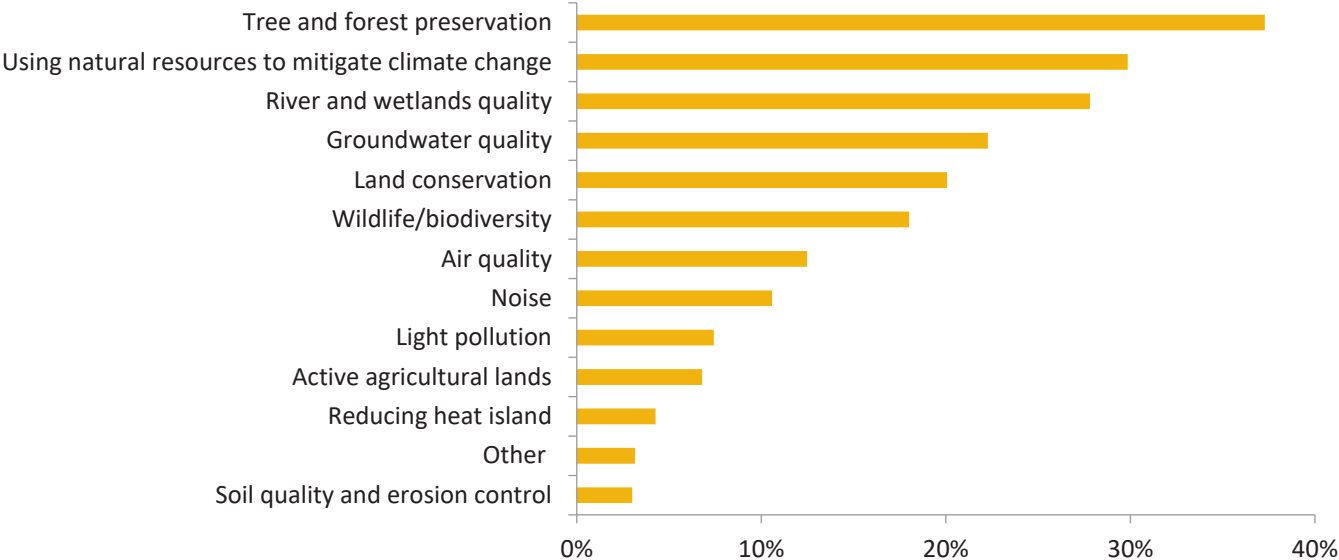 Tree and forest preservation
Using natural resources to mitigate climate change
River and wetlands quality
Groundwater quality
Land conservation
Wildlife/biodiversity
Air quality
Noise
Light pollution
Active agricultural lands
Reducing heat island
Other
Soil quality and erosion control
0% 10% 20% 30% 40%